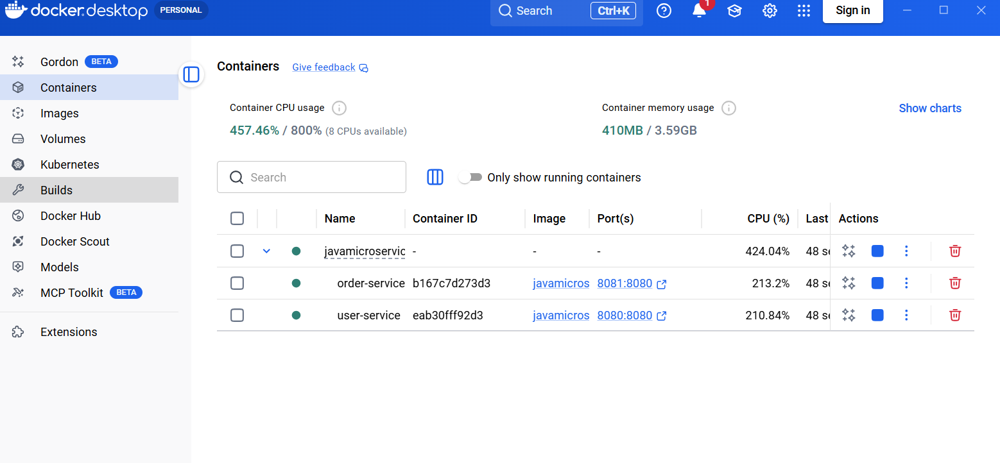 docker.desktop PERSONAL Search Ctrl+K 1 Sign in
Gordon BETA
Containers
Images
Volumes
Kubernetes
Builds
Docker Hub
Docker Scout
Models
MCP Toolkit BETA
Extensions
Containers Give feedback
Container CPU usage
457.46% / 800% (8 CPUs available)
Container memory usage
410MB / 3.59GB
Show charts
Search
Only show running containers
Name Container ID Image Port(s) CPU (%) Last Actions
javamicroservic - - - 424.04% 48 se
order-service b167c7d273d3 javamicros 8081:8080 213.2% 48 se
user-service eab30fff92d3 javamicros 8080:8080 210.84% 48 se